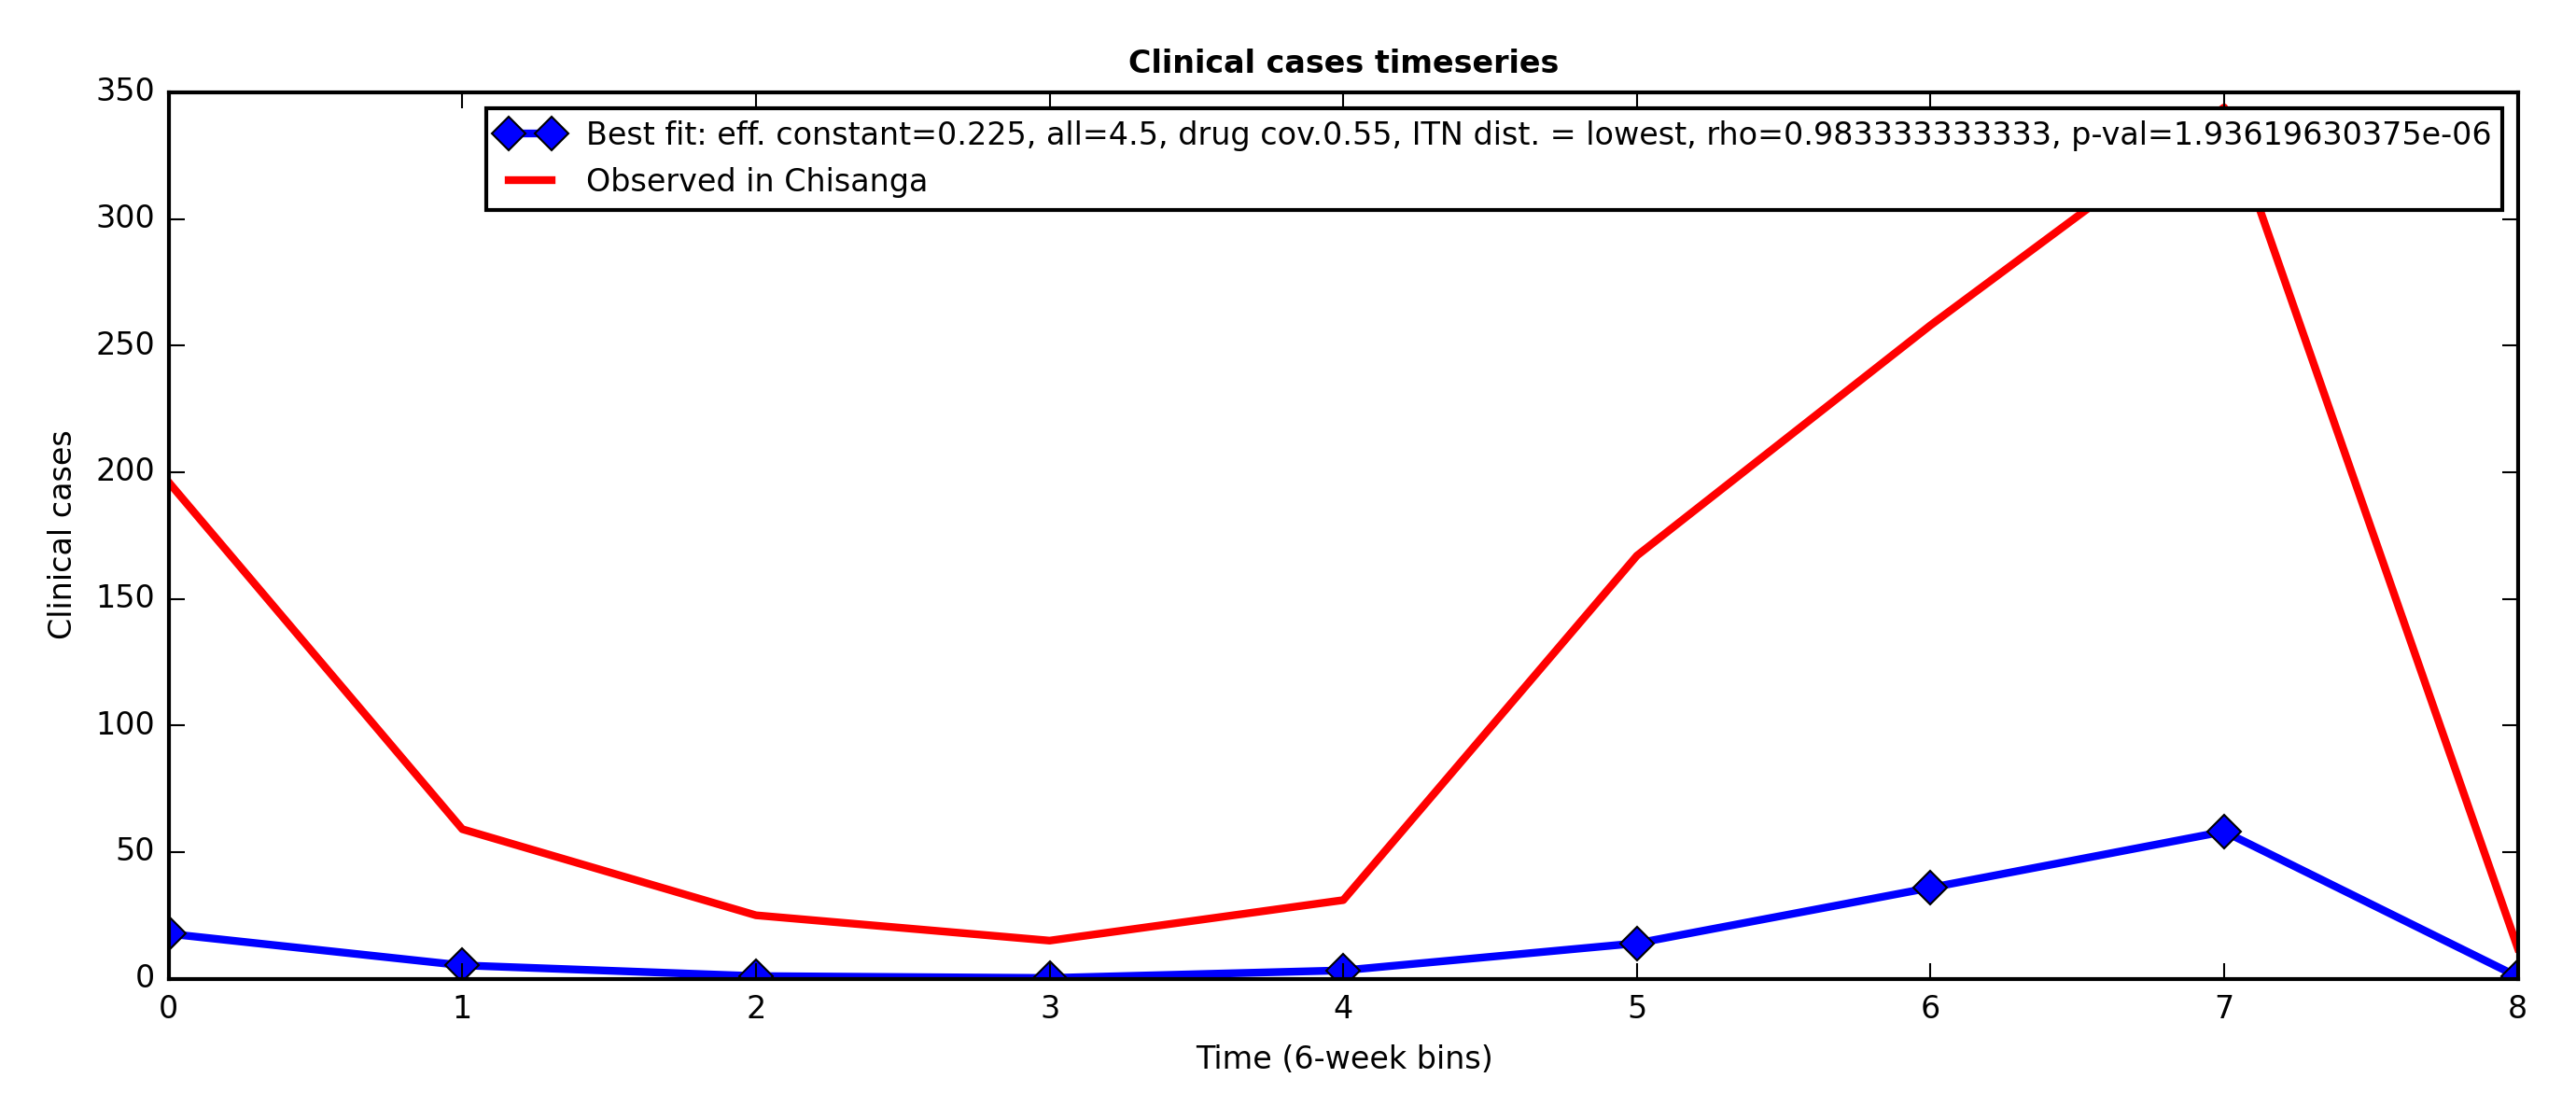 Clinical cases timeseries
350
300
250
200
150
100
50
0
Clinical cases
Best fit: eff. constant=0.225, all=4.5, drug cov.0.55, ITN dist. = lowest, rho=0.983333333333, p-val=1.93619630375e-06
Observed in Chisanga
0 1 2 3 4 5 6 7 8
Time (6-week bins)